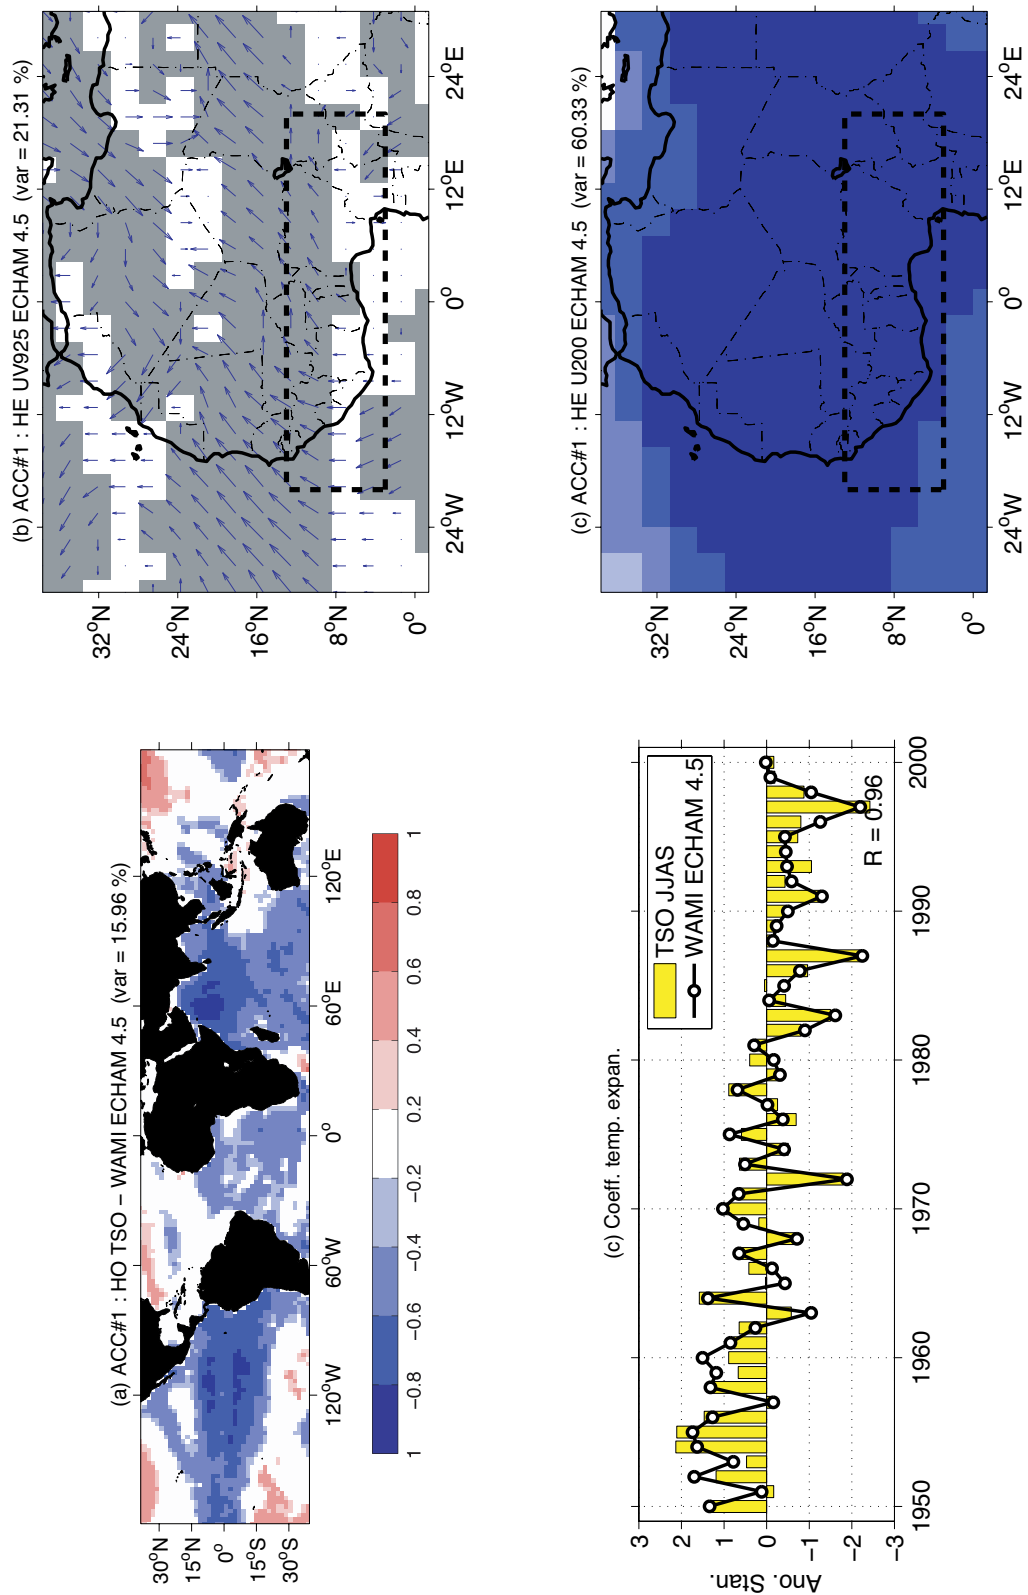 (a) ACC#1 : HO TSO − WAMI ECHAM 4.5 (var = 15.96 %)
30°N
15°N
0°
15°S
30°S
120°W
60°W
0°
60°E
120°E
1
−0.8
−0.6
−0.4
−0.2
0.2
0.4
0.6
0.8
1
(b) ACC#1 : HE UV925 ECHAM 4.5 (var = 21.31 %)
32°N
24°N
16°N
8°N
0°
24°W
12°W
0°
12°E
24°E
(c) Coeff. temp. expan.
TSO JJAS
WAMI ECHAM 4.5
R = 0.96
Ano. Stan.
3
2
1
0
−1
−2
−3
1950
1960
1970
1980
1990
2000
(c) ACC#1 : HE U200 ECHAM 4.5 (var = 60.33 %)
32°N
24°N
16°N
8°N
0°
24°W
12°W
0°
12°E
24°E